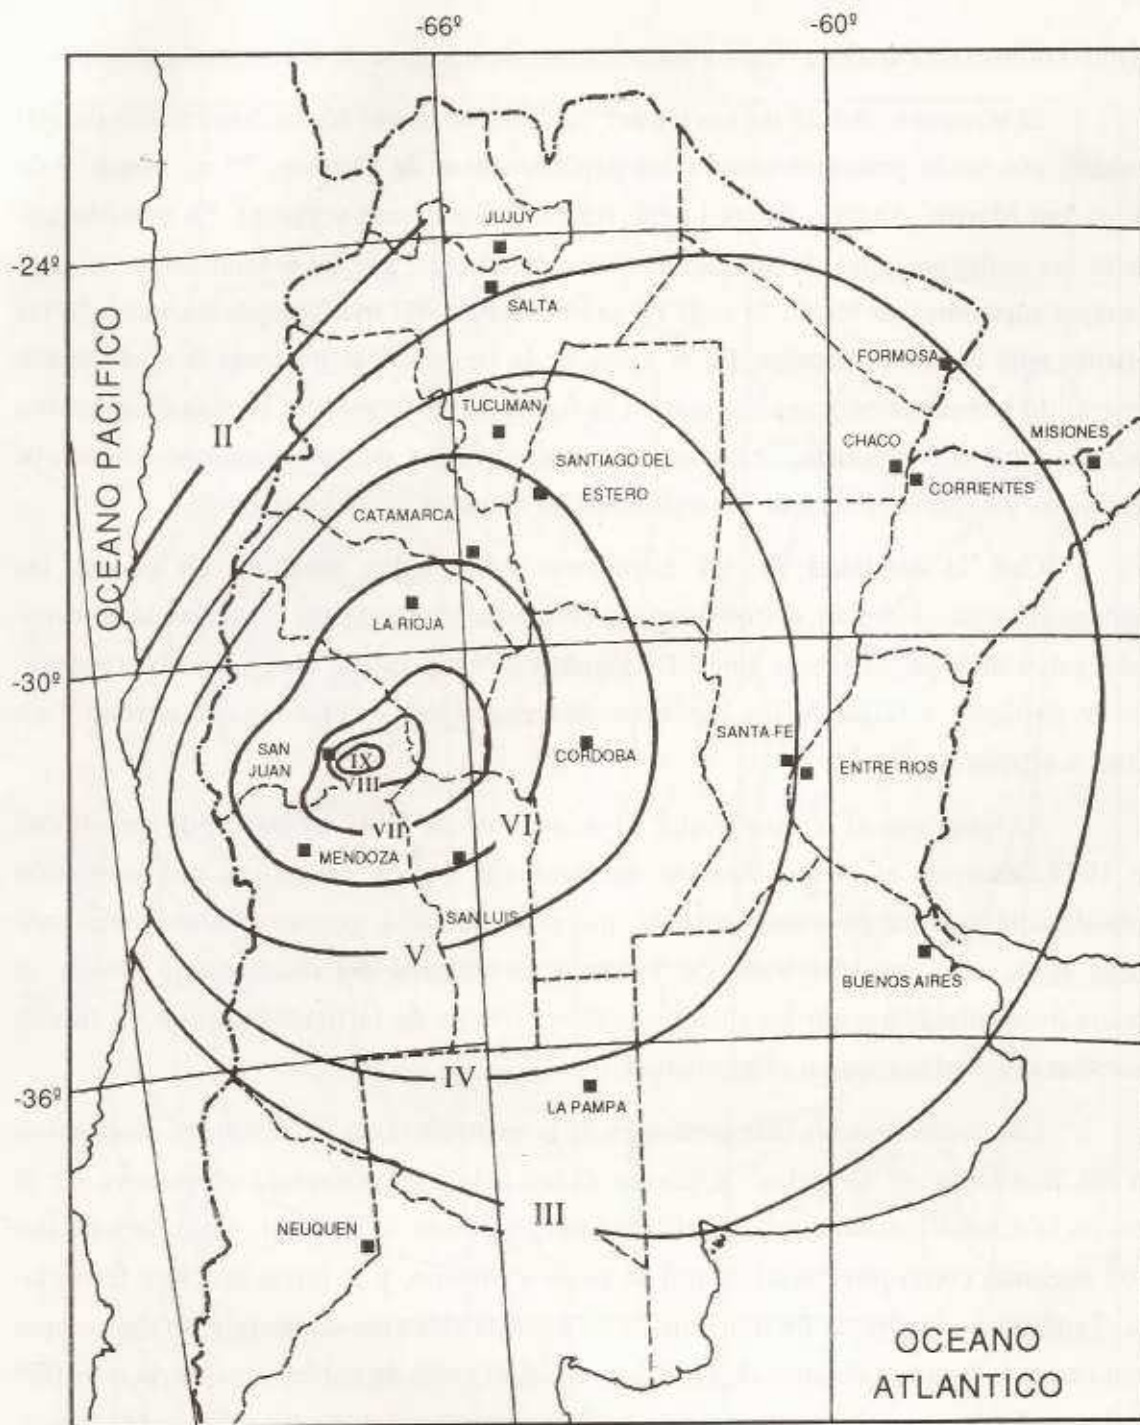 -66º
-60º
JUJUY
-24º
SALTA
FORMOSA
OCEANO PACIFICO
TUCUMAN
II
MISIONES
CHACO
SANTIAGO DEL
ESTERO
CORRIENTES
CATAMARCA
LA RIOJA
-30º
SAN
JUAN
SANTA FE
CORDOBA
ENTRE RIOS
IX
VIII
VII
VI
MENDOZA
SAN LUIS
V
BUENOS AIRES
IV
-36º
LA PAMPA
III
NEUQUEN
OCEANO
ATLANTICO